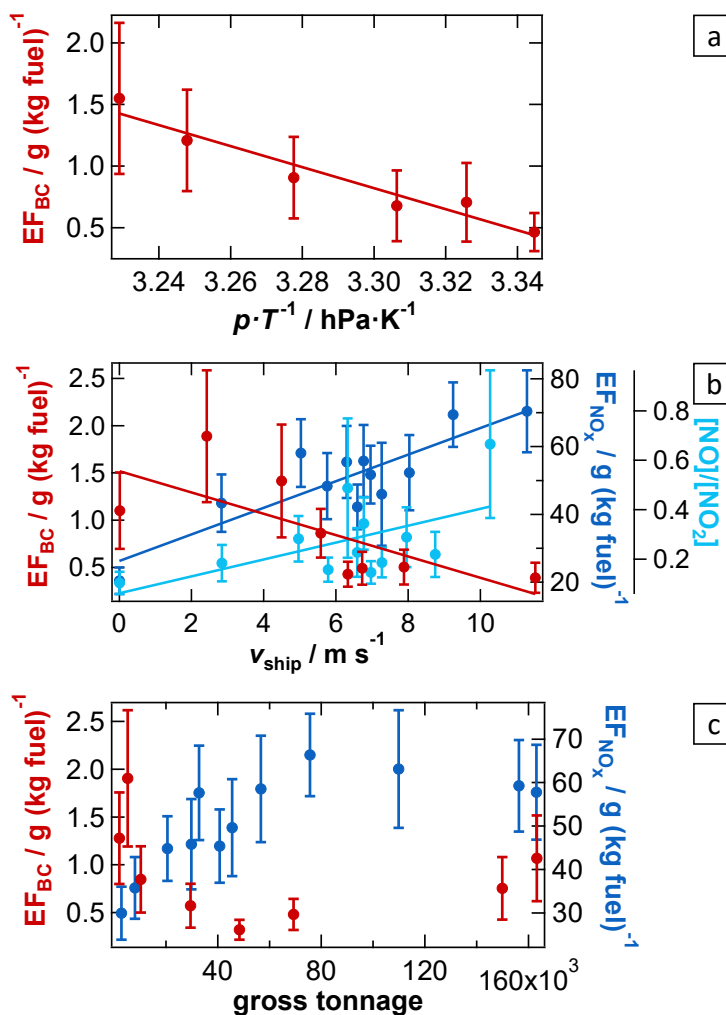 a
2.0
1.5
1.0
0.5
EF_BC / g (kg fuel)^-1
3.24 3.26 3.28 3.30 3.32 3.34
p·T^-1 / hPa·K^-1
b
2.5
2.0
1.5
1.0
0.5
EF_BC / g (kg fuel)^-1
80
60
40
20
EF_NOx / g (kg fuel)^-1
0.8
0.6
0.4
0.2
[NO]/[NO2]
0 2 4 6 8 10
v_ship / m s^-1
c
2.5
2.0
1.5
1.0
0.5
EF_BC / g (kg fuel)^-1
70
60
50
40
30
EF_NOx / g (kg fuel)^-1
40 80 120 160x10^3
gross tonnage